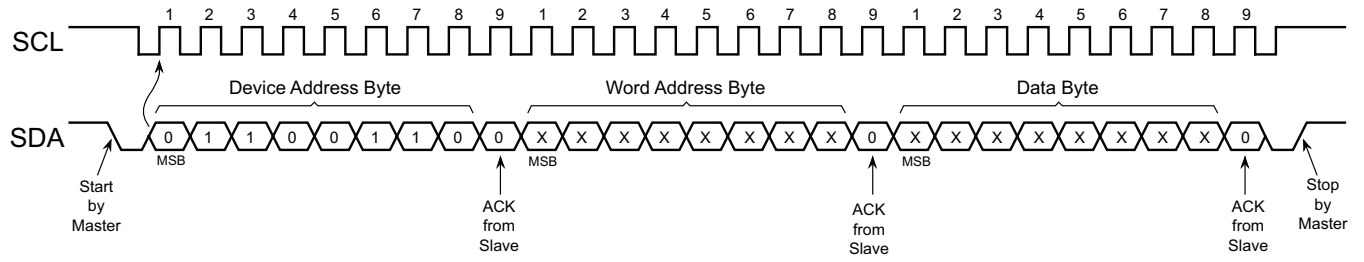 1 2 3 4 5 6 7 8 9 1 2 3 4 5 6 7 8 9 1 2 3 4 5 6 7 8 9
SCL
Device Address Byte Word Address Byte Data Byte
SDA 0 1 1 0 0 1 1 0 0 X X X X X X X X 0 X X X X X X X X 0
MSB MSB MSB
Start
by
Master
ACK
from
Slave
ACK
from
Slave
ACK
from
Slave
Stop
by
Master